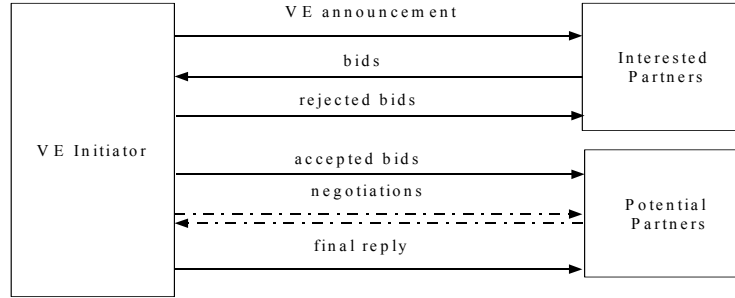 VE announcement
bids
Interested
Partners
rejected bids
VE Initiator
accepted bids
negotiations
Potential
Partners
final reply